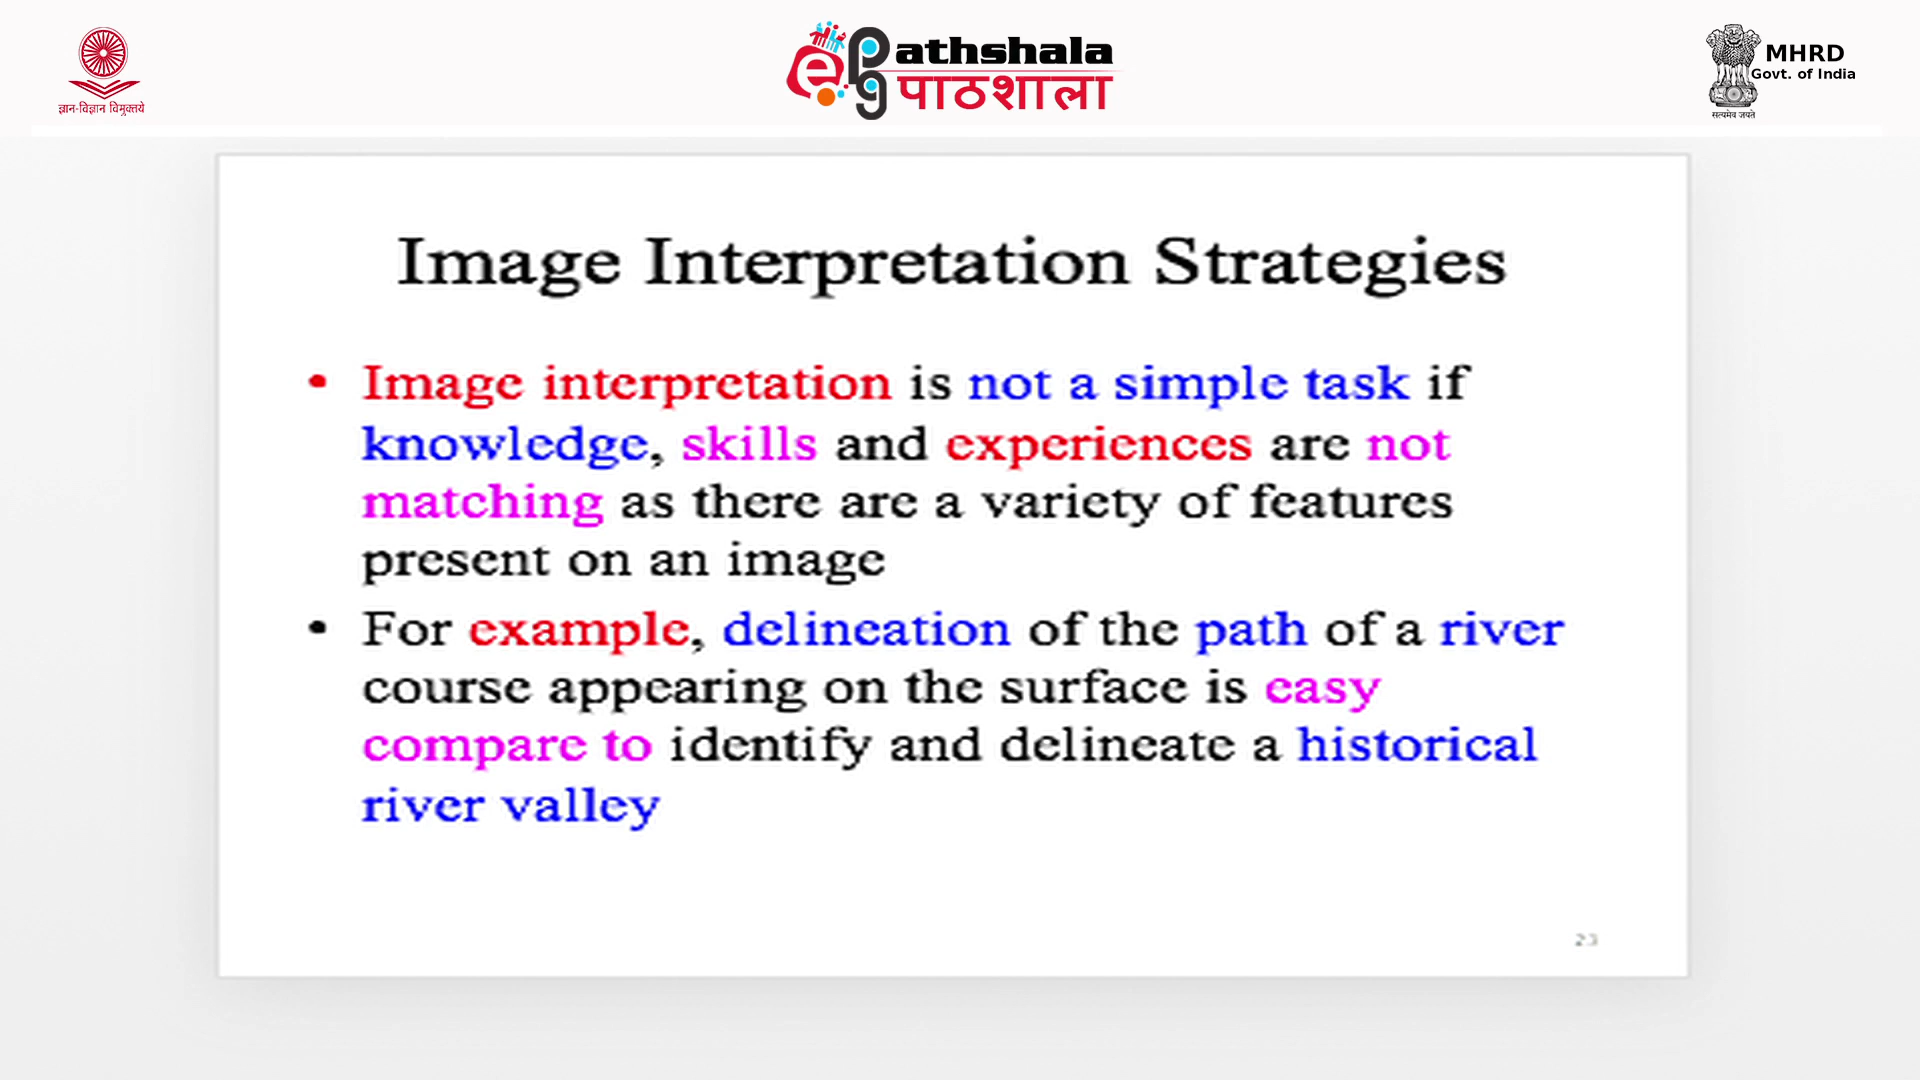 ज्ञान-विज्ञान विमुक्तये
ePg Pathshala
पाठशाला
MHRD
Govt. of India
सत्यमेव जयते
Image Interpretation Strategies
• Image interpretation is not a simple task if
knowledge, skills and experiences are not
matching as there are a variety of features
present on an image
• For example, delineation of the path of a river
course appearing on the surface is easy
compare to identify and delineate a historical
river valley
23